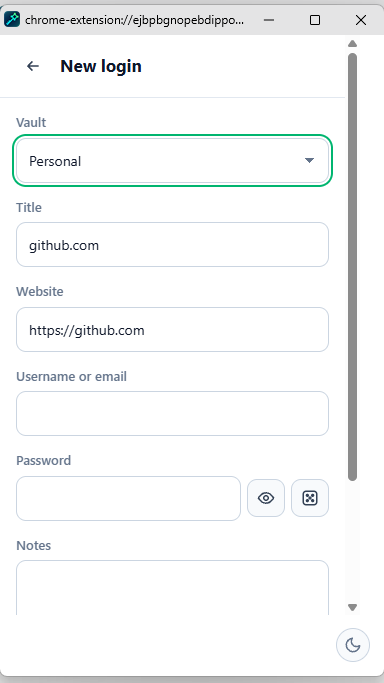 chrome-extension://ejbpbgnopebdippo...
New login
Vault
Personal
Title
github.com
Website
https://github.com
Username or email
Password
Notes